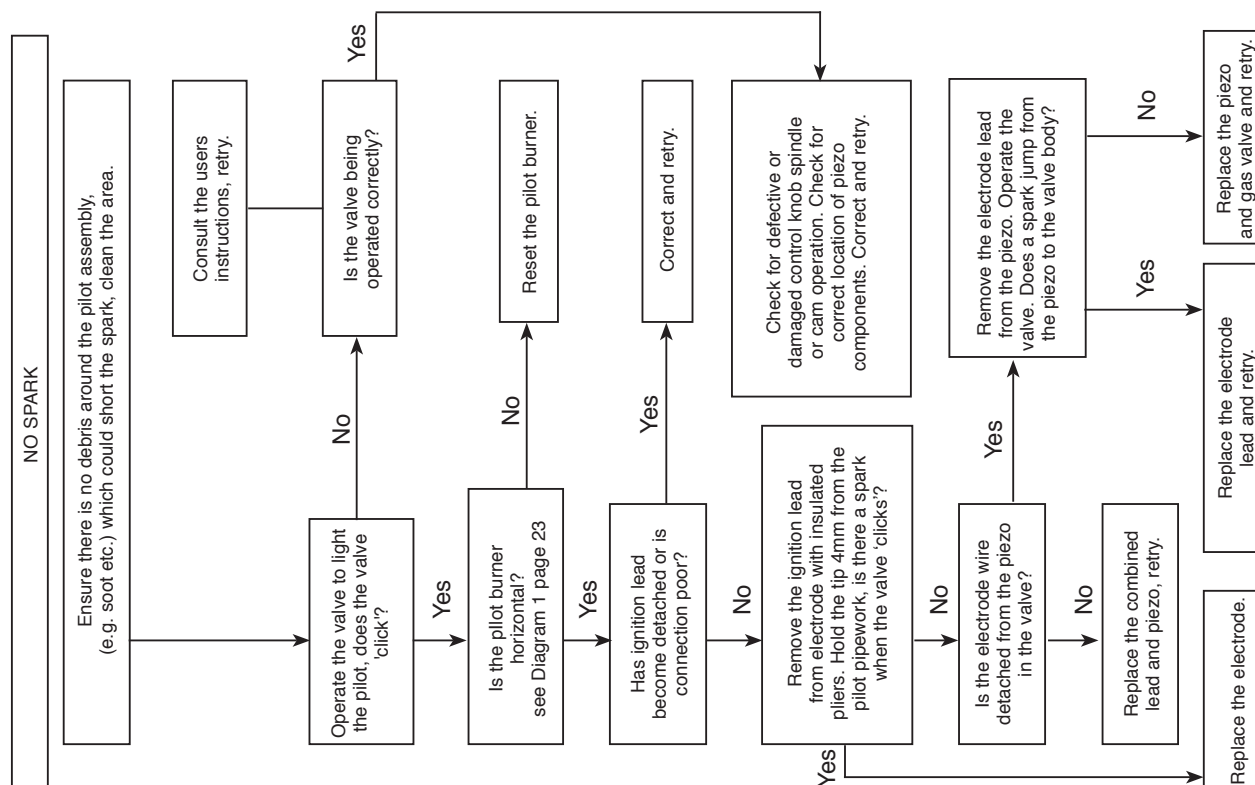 NO SPARK
Ensure there is no debris around the pilot assembly,
(e.g. soot etc.) which could short the spark, clean the area.
Operate the valve to light
the pilot, does the valve
'click'?
No
Is the valve being
operated correctly?
Consult the users
instructions, retry.
Yes
Check for defective or
damaged control knob spindle
or cam operation. Check for
correct location of piezo
components. Correct and retry.
Yes
Is the pilot burner
horizontal?
see Diagram 1 page 23
No
Reset the pilot burner.
Yes
Has ignition lead
become detached or is
connection poor?
Yes
Correct and retry.
No
Remove the ignition lead
from electrode with insulated
pliers. Hold the tip 4mm from the
pilot pipework, is there a spark
when the valve 'clicks'?
Yes
Replace the electrode.
No
Is the electrode wire
detached from the piezo
in the valve?
Yes
Remove the electrode lead
from the piezo. Operate the
valve. Does a spark jump from
the piezo to the valve body?
No
Replace the piezo
and gas valve and retry.
Yes
Replace the electrode
lead and retry.
No
Replace the combined
lead and piezo, retry.